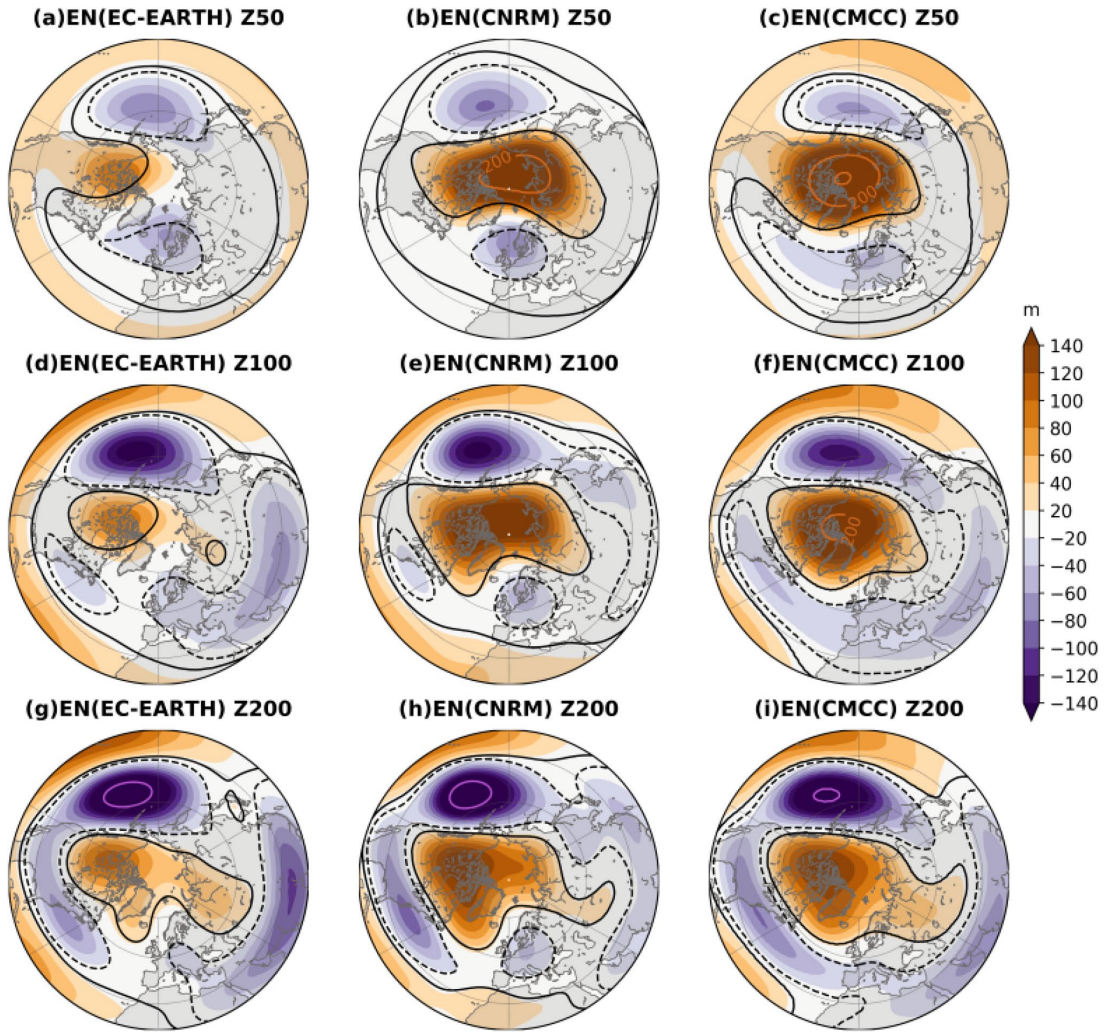 (a)EN(EC-EARTH) Z50
(b)EN(CNRM) Z50
(c)EN(CMCC) Z50
200
200
m
140
120
100
80
60
40
20
−20
−40
−60
−80
−100
−120
−140
(d)EN(EC-EARTH) Z100
(e)EN(CNRM) Z100
(f)EN(CMCC) Z100
(g)EN(EC-EARTH) Z200
(h)EN(CNRM) Z200
(i)EN(CMCC) Z200